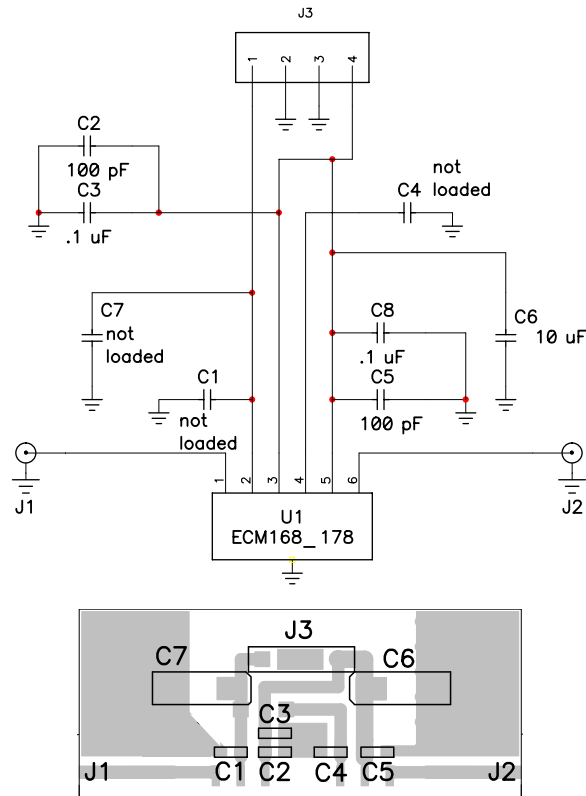 J3
1 2 3 4
C2
100 pF
C3
.1 uF
not
loaded
C4
C7
not
loaded
C8
.1 uF
C6
10 uF
C1
not
loaded
C5
100 pF
J1
1 2 3 4 5 6
J2
U1
ECM168_178
J3
C7
C6
C3
C1 C2 C4 C5
J1
J2